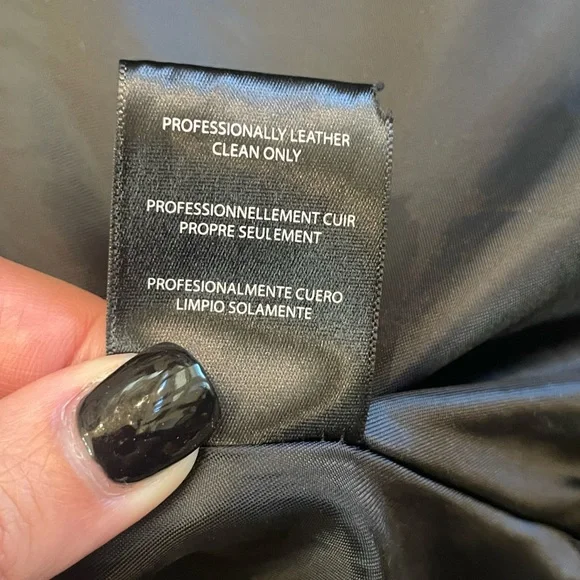 PROFESSIONALLY LEATHER
CLEAN ONLY
PROFESSIONNELLEMENT CUIR
PROPRE SEULEMENT
PROFESIONALMENTE CUERO
LIMPIO SOLAMENTE